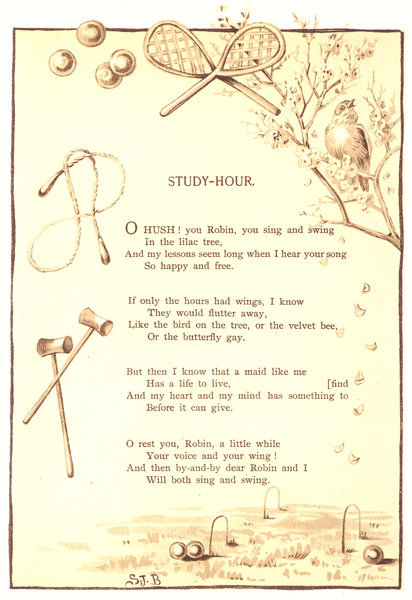 STUDY-HOUR.
O HUSH! you Robin, you sing and swing
In the lilac tree,
And my lessons seem long when I hear your song
So happy and free.
If only the hours had wings, I know
They would flutter away,
Like the bird on the tree, or the velvet bee,
Or the butterfly gay.
But then I know that a maid like me
Has a life to live, [find
And my heart and my mind has something to
Before it can give.
O rest you, Robin, a little while
Your voice and your wing!
And then by-and-by dear Robin and I
Will both sing and swing.
S.J.B